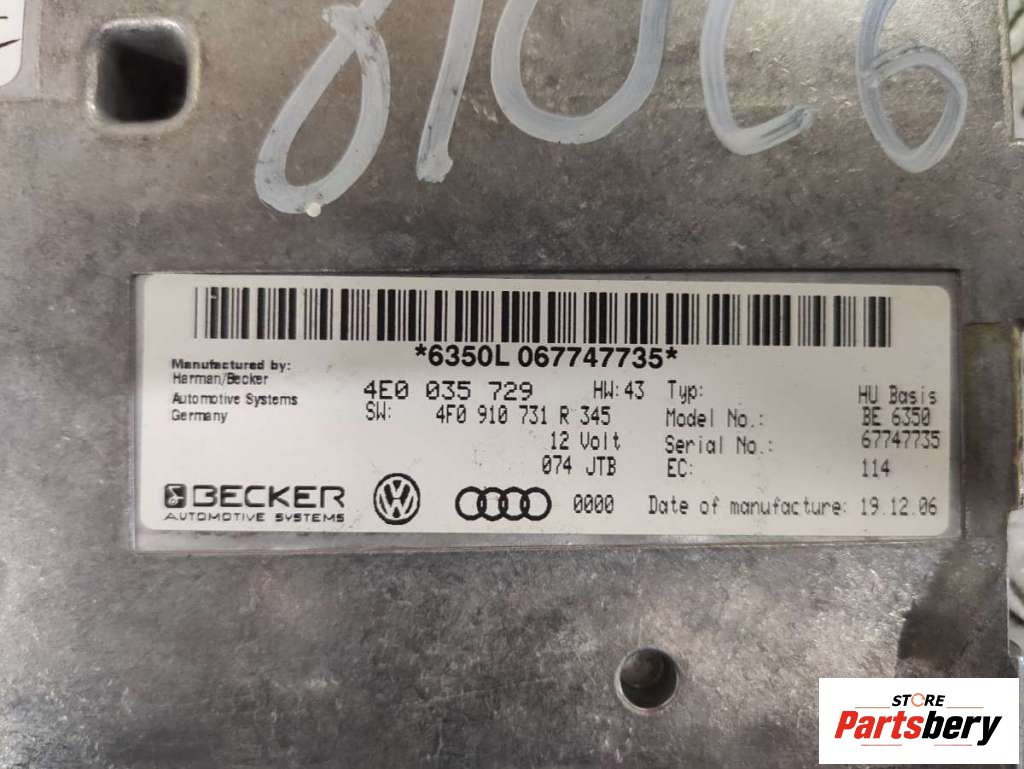 *6350L 067747735*
Manufactured by:
Harman/Becker
Automotive Systems
Germany
4E0 035 729 HW:43
SW: 4F0 910 731 R 345
12 Volt
074 JTB
Typ: HU Basis
Model No.: BE 6350
Serial No.: 67747735
EC: 114
BECKER
AUTOMOTIVE SYSTEMS
0000 Date of manufacture: 19.12.06
STORE
Partsbery